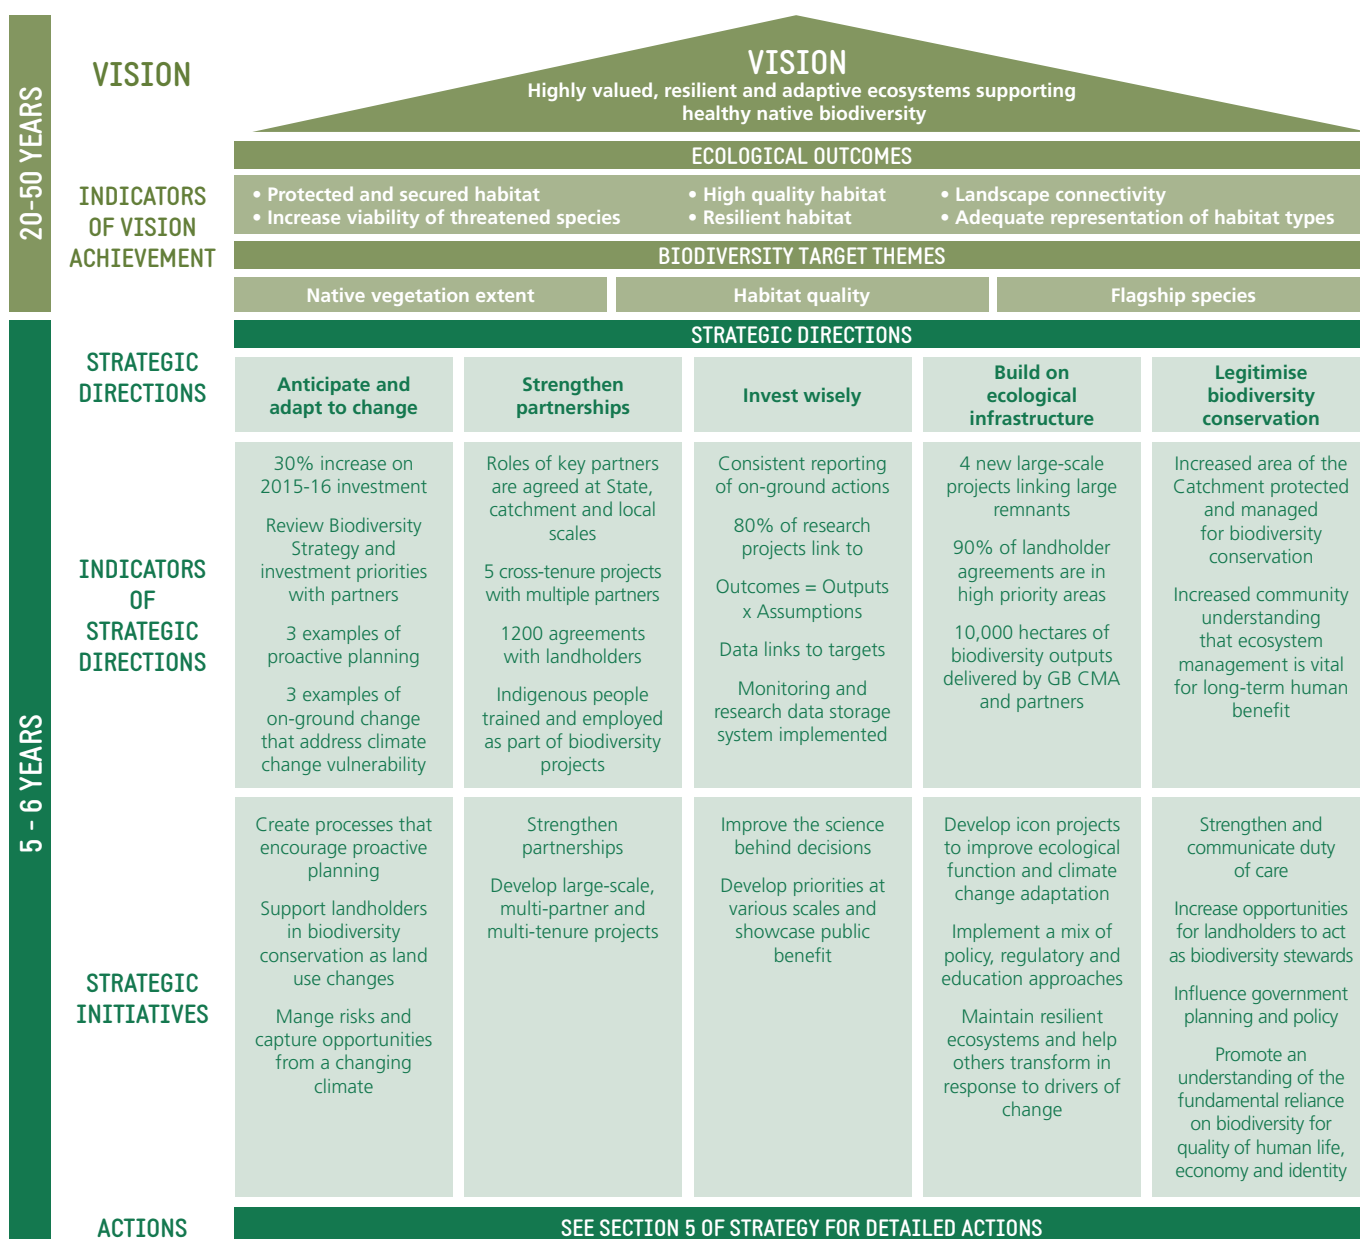 20-50 YEARS
VISION
VISION
Highly valued, resilient and adaptive ecosystems supporting
healthy native biodiversity
INDICATORS
OF VISION
ACHIEVEMENT
ECOLOGICAL OUTCOMES
• Protected and secured habitat
• Increase viability of threatened species
• High quality habitat
• Resilient habitat
• Landscape connectivity
• Adequate representation of habitat types
BIODIVERSITY TARGET THEMES
Native vegetation extent
Habitat quality
Flagship species
5 - 6 YEARS
STRATEGIC
DIRECTIONS
STRATEGIC DIRECTIONS
Anticipate and
adapt to change
Strengthen
partnerships
Invest wisely
Build on
ecological
infrastructure
Legitimise
biodiversity
conservation
INDICATORS
OF
STRATEGIC
DIRECTIONS
30% increase on
2015-16 investment
Review Biodiversity
Strategy and
investment priorities
with partners
3 examples of
proactive planning
3 examples of
on-ground change
that address climate
change vulnerability
Roles of key partners
are agreed at State,
catchment and local
scales
5 cross-tenure projects
with multiple partners
1200 agreements
with landholders
Indigenous people
trained and employed
as part of biodiversity
projects
Consistent reporting
of on-ground actions
80% of research
projects link to
Outcomes = Outputs
x Assumptions
Data links to targets
Monitoring and
research data storage
system implemented
4 new large-scale
projects linking large
remnants
90% of landholder
agreements are in
high priority areas
10,000 hectares of
biodiversity outputs
delivered by GB CMA
and partners
Increased area of the
Catchment protected
and managed
for biodiversity
conservation
Increased community
understanding
that ecosystem
management is vital
for long-term human
benefit
STRATEGIC
INITIATIVES
Create processes that
encourage proactive
planning
Support landholders
in biodiversity
conservation as land
use changes
Mange risks and
capture opportunities
from a changing
climate
Strengthen
partnerships
Develop large-scale,
multi-partner and
multi-tenure projects
Improve the science
behind decisions
Develop priorities at
various scales and
showcase public
benefit
Develop icon projects
to improve ecological
function and climate
change adaptation
Implement a mix of
policy, regulatory and
education approaches
Maintain resilient
ecosystems and help
others transform in
response to drivers of
change
Strengthen and
communicate duty
of care
Increase opportunities
for landholders to act
as biodiversity stewards
Influence government
planning and policy
Promote an
understanding of the
fundamental reliance
on biodiversity for
quality of human life,
economy and identity
ACTIONS
SEE SECTION 5 OF STRATEGY FOR DETAILED ACTIONS